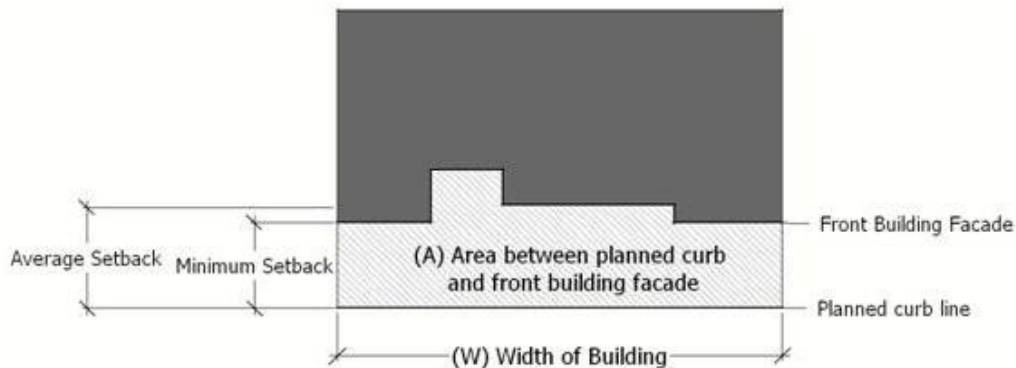 Front Building Facade
Average Setback
Minimum Setback
(A) Area between planned curb
and front building facade
Planned curb line
(W) Width of Building